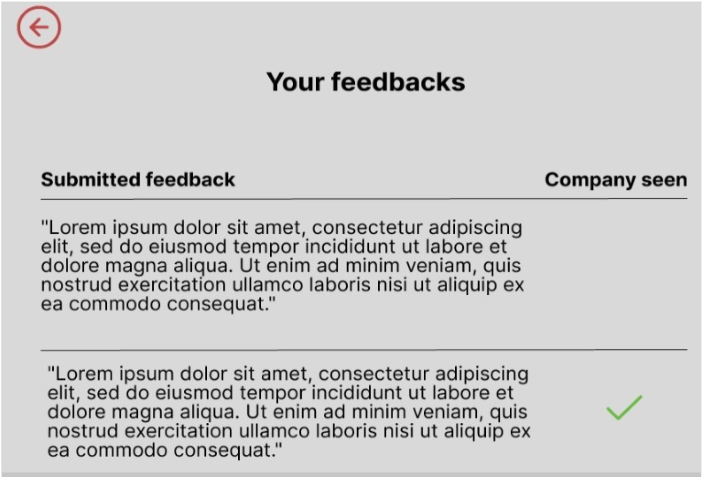 Your feedbacks
Submitted feedback Company seen
"Lorem ipsum dolor sit amet, consectetur adipiscing
elit, sed do eiusmod tempor incididunt ut labore et
dolore magna aliqua. Ut enim ad minim veniam, quis
nostrud exercitation ullamco laboris nisi ut aliquip ex
ea commodo consequat."
"Lorem ipsum dolor sit amet, consectetur adipiscing
elit, sed do eiusmod tempor incididunt ut labore et
dolore magna aliqua. Ut enim ad minim veniam, quis
nostrud exercitation ullamco laboris nisi ut aliquip ex
ea commodo consequat."